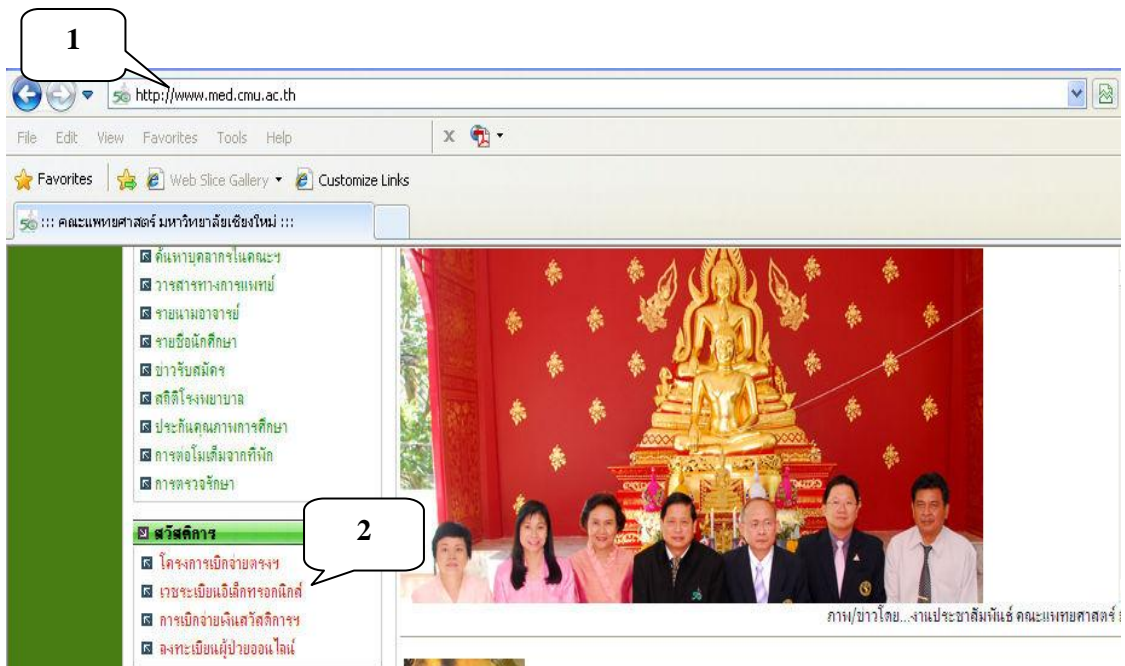 1
http://www.med.cmu.ac.th
File Edit View Favorites Tools Help
X
Favorites Web Slice Gallery Customize Links
::: คณะแพทยศาสตร์ มหาวิทยาลัยเชียงใหม่ :::
ค้นหาบุคลากรในคณะฯ
วารสารทางการแพทย์
รายนามอาจารย์
รายชื่อนักศึกษา
ข่าวรับสมัคร
สถิติโรงพยาบาล
ประกันคุณภาพการศึกษา
การต่อโมเด็มจากที่พัก
การตรวจรักษา
สวัสดิการ
2
โครงการเบิกจ่ายตรงฯ
เวชระเบียนอิเล็กทรอกนิกส์
การเบิกจ่ายเงินสวัสดิการฯ
ลงทะเบียนผู้ป่วยออนไลน์
ภาพ/ข่าวโดย...งานประชาสัมพันธ์ คณะแพทยศาสตร์